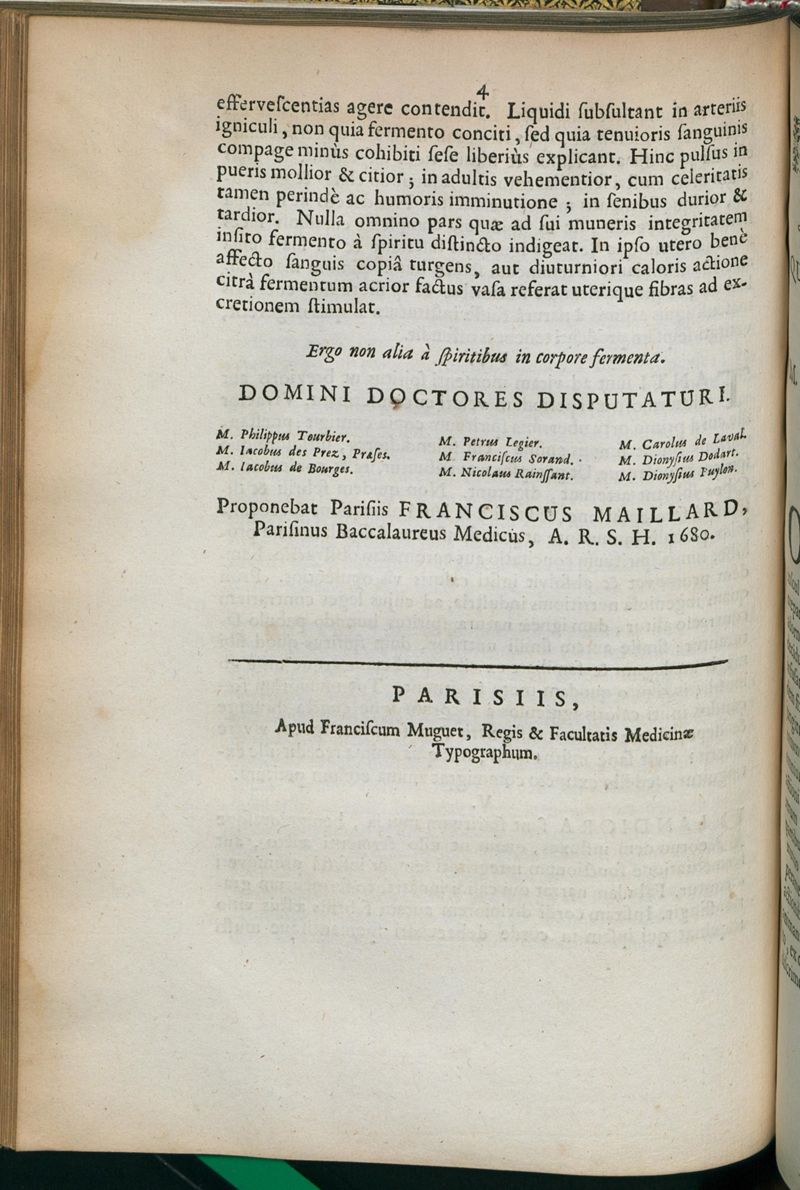 4
efferveſcentias agere contendit. Liquidi ſubſultant in arteriis
igniculi, non quia fermento conciti, ſed quia tenuioris ſanguinis
compage minùs cohibiti ſeſe liberiùs explicant. Hinc pulſus in
pueris mollior & citior; in adultis vehementior, cum celeritatis
tamen perindè ac humoris imminutione; in ſenibus durior &
tardior. Nulla omnino pars quæ ad ſui muneris integritatem
inſito fermento à ſpiritu diſtincto indigeat. In ipſo utero benè
affecto ſanguis copiâ turgens, aut diuturniori caloris actione
citrà fermentum acrior factus vaſa referat uterique fibras ad ex-
cretionem ſtimulat.
Ergo non alia à ſpiritibus in corpore fermenta.
DOMINI DOCTORES DISPUTATURI.
M. Philippus Tourbier.
M. Iacobus des Prez, Præſes.
M. Iacobus de Bourges.
M. Petrus Legier.
M Franciſcus Sorand.
M. Nicolaus Rainſſant.
M. Carolus de Laval.
M. Dionyſius Dodart.
M. Dionyſius Puylon.
Proponebat Pariſiis FRANCISCUS MAILLARD,
Pariſinus Baccalaureus Medicus, A. R. S. H. 1680.
PARISIIS,
Apud Franciſcum Muguet, Regis & Facultatis Medicinæ
Typographum.